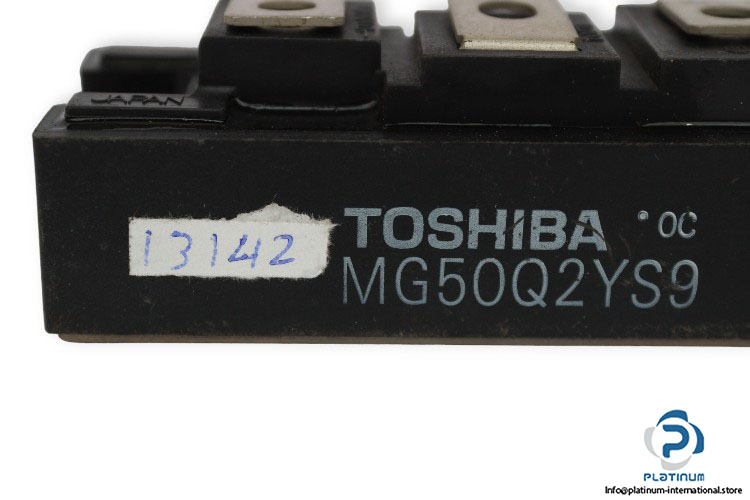 JAPAN
TOSHIBA °OC
13142
MG50Q2YS9
PLATINUM
Info@platinum-international.store